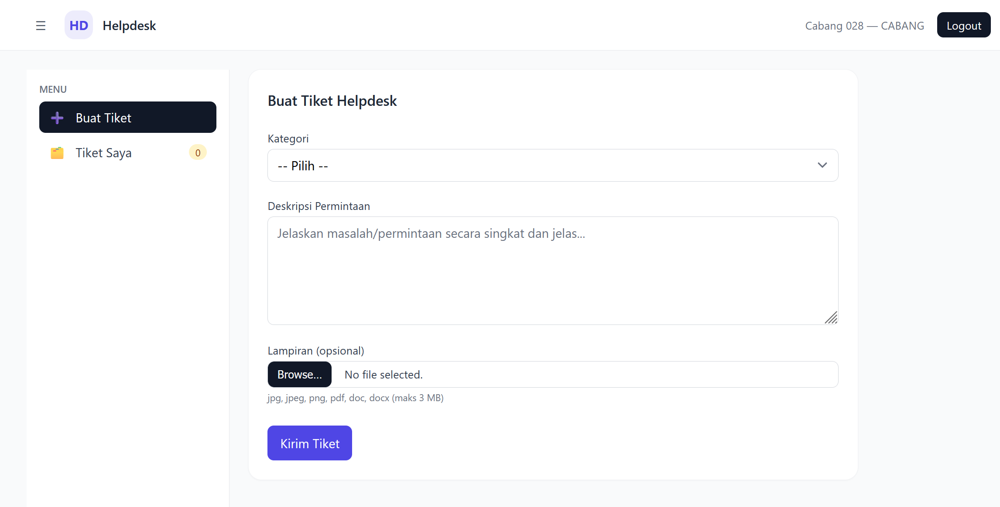 ☰ HD Helpdesk Cabang 028 — CABANG Logout
MENU
Buat Tiket
Tiket Saya 0
Buat Tiket Helpdesk
Kategori
-- Pilih --
Deskripsi Permintaan
Jelaskan masalah/permintaan secara singkat dan jelas...
Lampiran (opsional)
Browse... No file selected.
jpg, jpeg, png, pdf, doc, docx (maks 3 MB)
Kirim Tiket